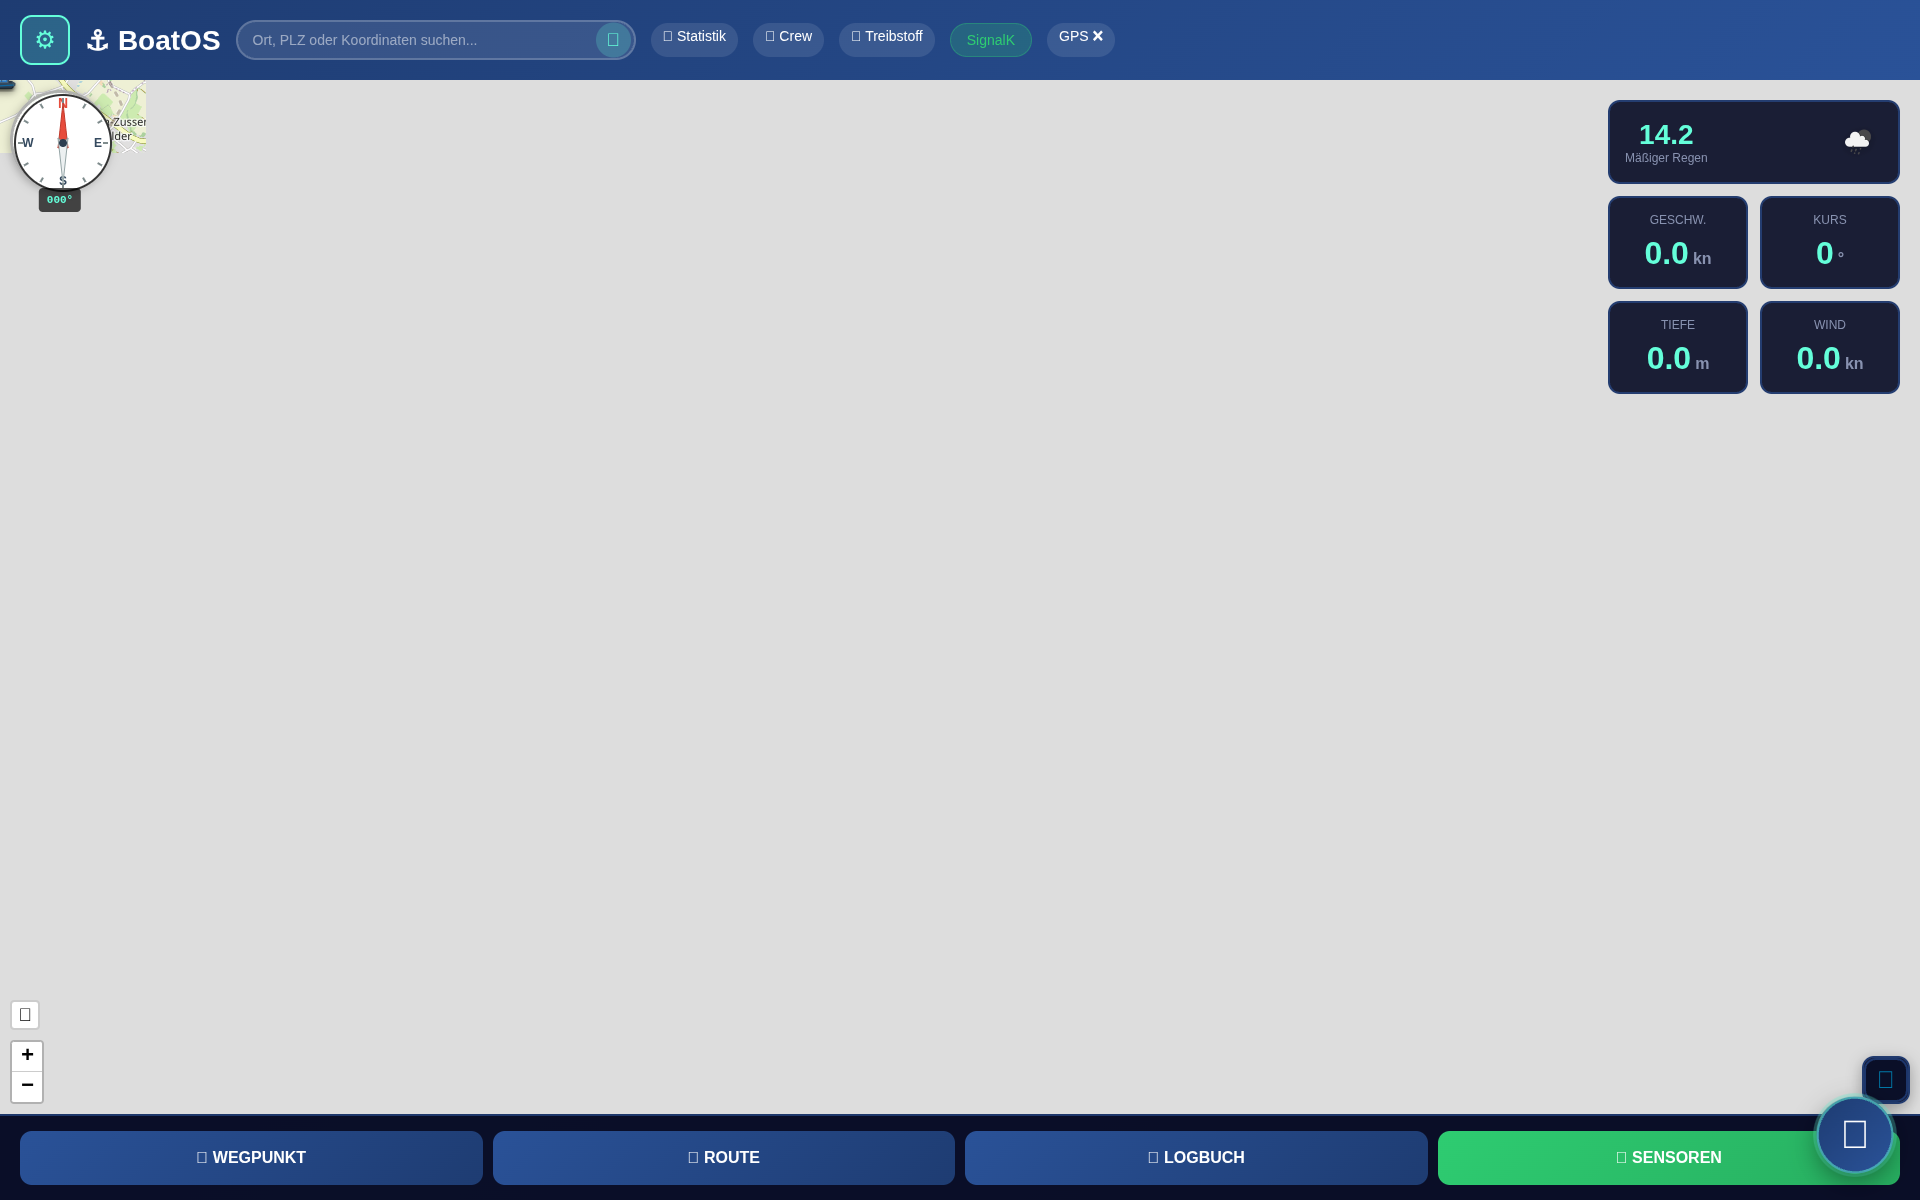 BoatOS
Ort, PLZ oder Koordinaten suchen...
Statistik
Crew
Treibstoff
SignalK
GPS ❌
N
W
E
S
000°
Zusser
lder
14.2
Mäßiger Regen
GESCHW.
0.0 kn
KURS
0 °
TIEFE
0.0 m
WIND
0.0 kn
+
−
WEGPUNKT
ROUTE
LOGBUCH
SENSOREN